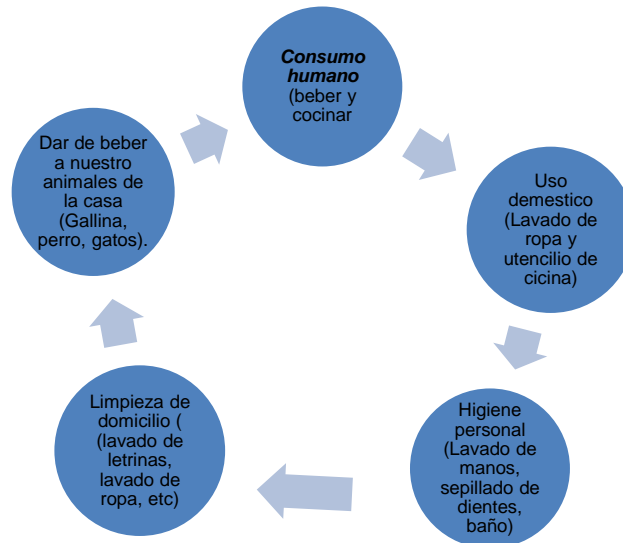 Consumo
humano
(beber y
cocinar
Uso
demestico
(Lavado de
ropa y
utencilio de
cicina)
Higiene
personal
(Lavado de
manos,
sepillado de
dientes,
baño)
Limpieza de
domicilio (
(lavado de
letrinas,
lavado de
ropa, etc)
Dar de beber
a nuestro
animales de
la casa
(Gallina,
perro, gatos).